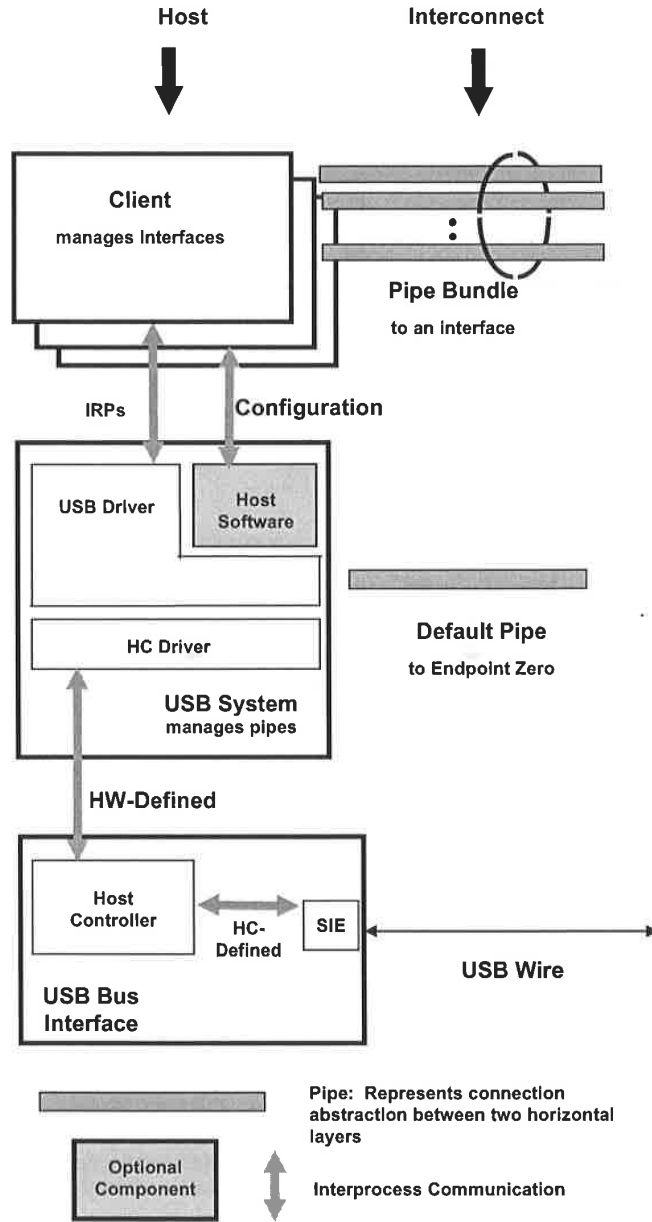 Host
Interconnect
Client
manages Interfaces
Pipe Bundle
to an interface
IRPs
Configuration
USB Driver
Host
Software
HC Driver
USB System
manages pipes
Default Pipe
to Endpoint Zero
HW-Defined
Host
Controller
HC-
Defined
SIE
USB Wire
USB Bus
Interface
Pipe: Represents connection
abstraction between two horizontal
layers
Optional
Component
Interprocess Communication